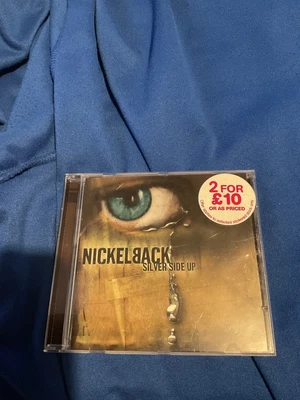 2 FOR
£10
OR AS PRICED
NICKELBACK
SILVER SIDE UP